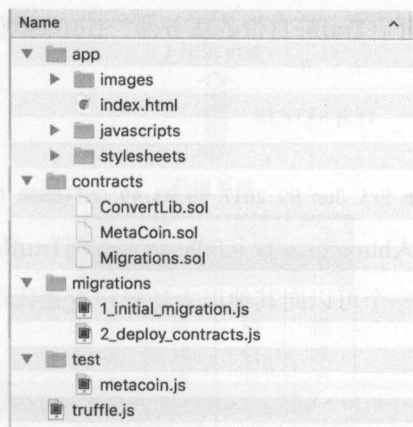 Name
app
images
index.html
javascripts
stylesheets
contracts
ConvertLib.sol
MetaCoin.sol
Migrations.sol
migrations
1_initial_migration.js
2_deploy_contracts.js
test
metacoin.js
truffle.js